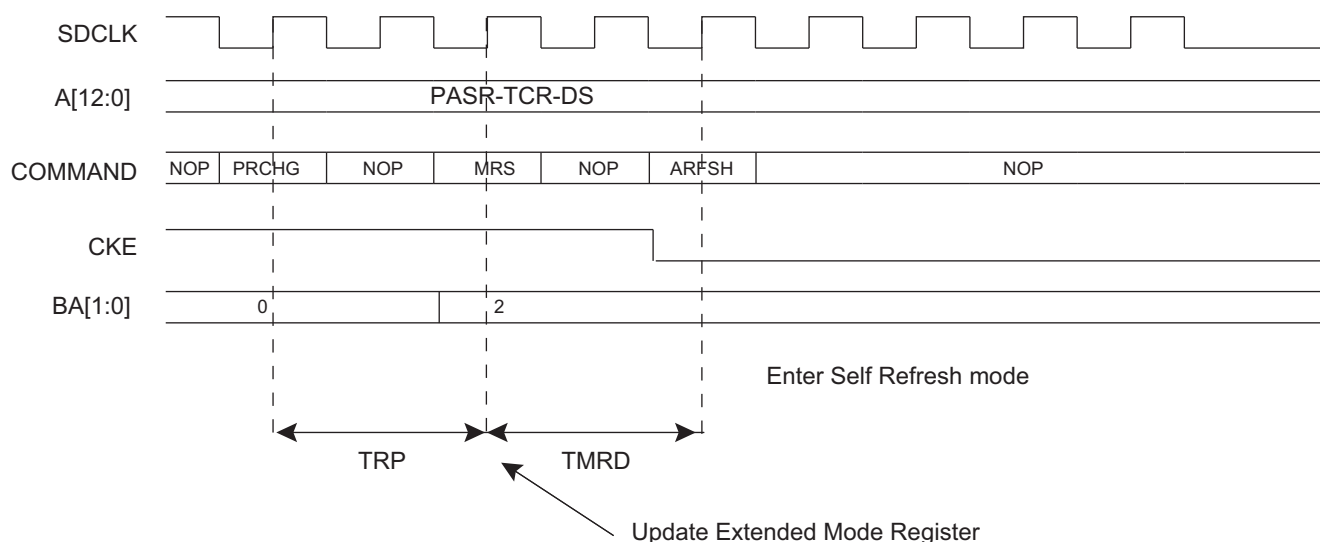 SDCLK
A[12:0] PASR-TCR-DS
COMMAND NOP PRCHG NOP MRS NOP ARFSH NOP
CKE
BA[1:0] 0 2
Enter Self Refresh mode
TRP TMRD
Update Extended Mode Register